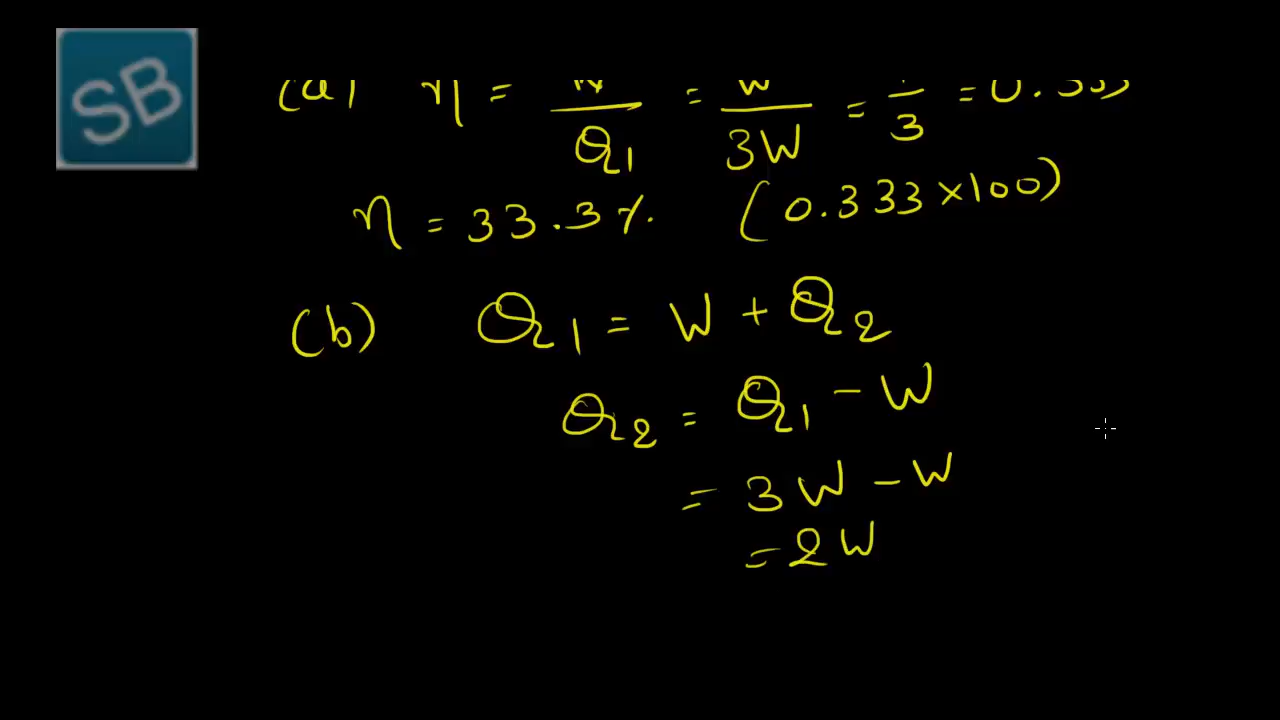 SB
(a) η = W/Q₁ = W/3W = 1/3 = 0.333
η = 33.3% (0.333×100)
(b) Q₁ = W + Q₂
Q₂ = Q₁ - W
= 3W - W
= 2W